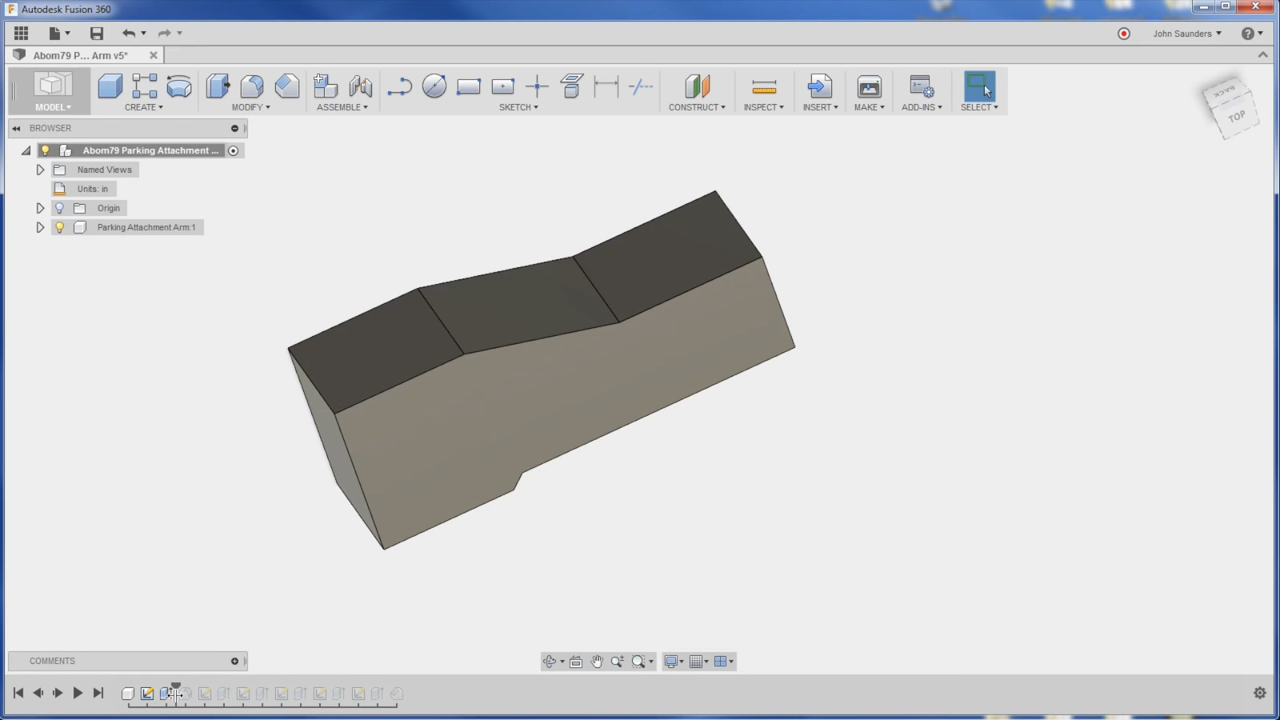 Autodesk Fusion 360
John Saunders
Abom79 P... Arm v5*
MODEL
CREATE
MODIFY
ASSEMBLE
SKETCH
CONSTRUCT
INSPECT
INSERT
MAKE
ADD-INS
SELECT
BROWSER
Abom79 Parking Attachment ...
Named Views
Units: in
Origin
Parking Attachment Arm:1
BACK
TOP
COMMENTS